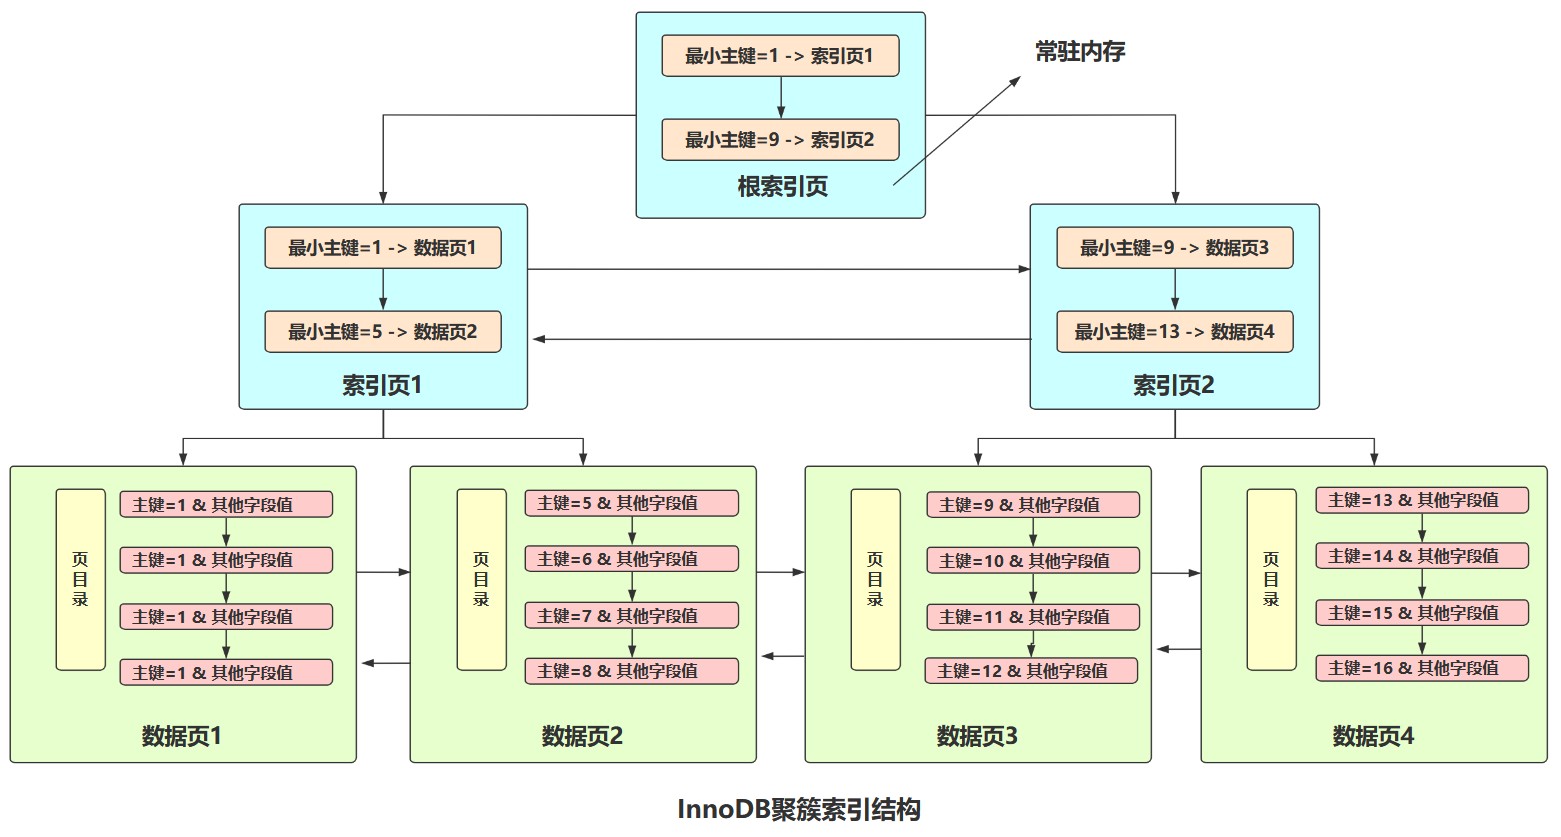 最小主键=1 -> 索引页1
常驻内存
最小主键=9 -> 索引页2
根索引页
最小主键=1 -> 数据页1
最小主键=5 -> 数据页2
索引页1
最小主键=9 -> 数据页3
最小主键=13 -> 数据页4
索引页2
页
目
录
主键=1 & 其他字段值
主键=1 & 其他字段值
主键=1 & 其他字段值
主键=1 & 其他字段值
数据页1
页
目
录
主键=5 & 其他字段值
主键=6 & 其他字段值
主键=7 & 其他字段值
主键=8 & 其他字段值
数据页2
页
目
录
主键=9 & 其他字段值
主键=10 & 其他字段值
主键=11 & 其他字段值
主键=12 & 其他字段值
数据页3
页
目
录
主键=13 & 其他字段值
主键=14 & 其他字段值
主键=15 & 其他字段值
主键=16 & 其他字段值
数据页4
InnoDB聚簇索引结构